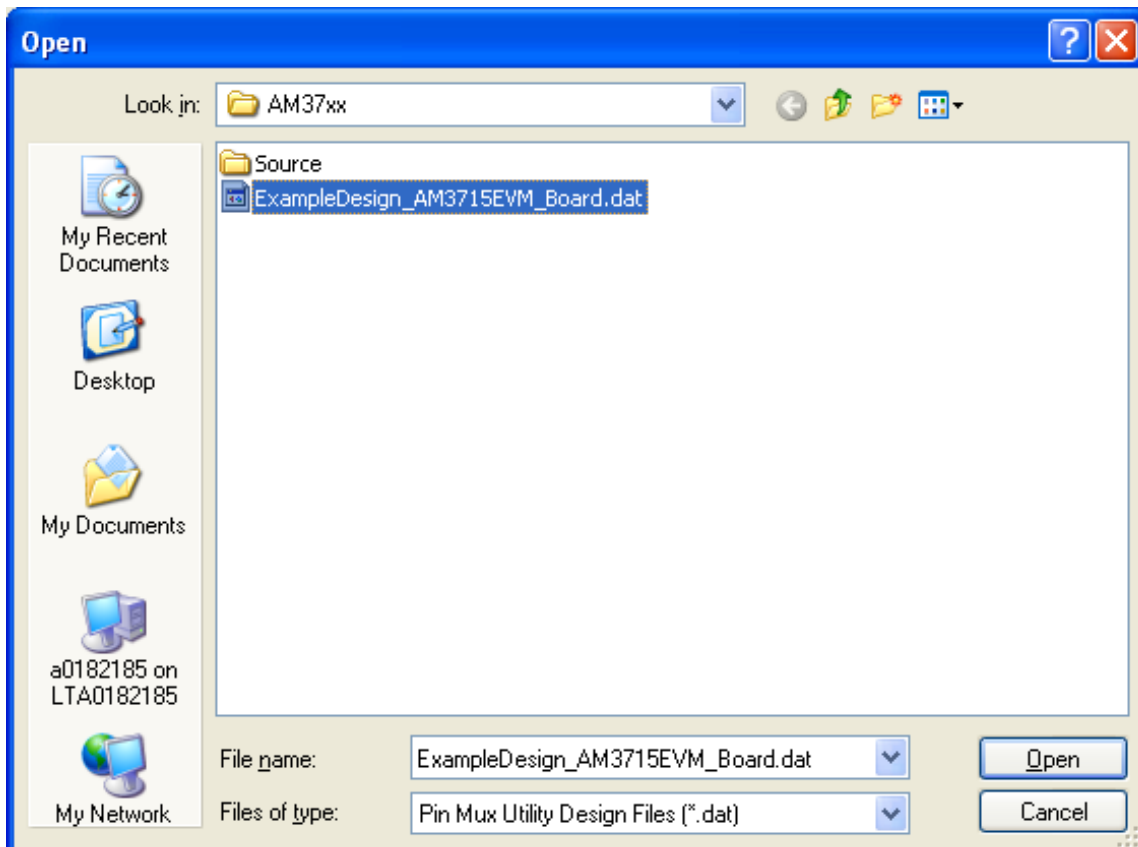 Open
Look in:
AM37xx
Source
ExampleDesign_AM3715EVM_Board.dat
My Recent
Documents
Desktop
My Documents
a0182185 on
LTA0182185
My Network
File name:
ExampleDesign_AM3715EVM_Board.dat
Open
Files of type:
Pin Mux Utility Design Files (*.dat)
Cancel